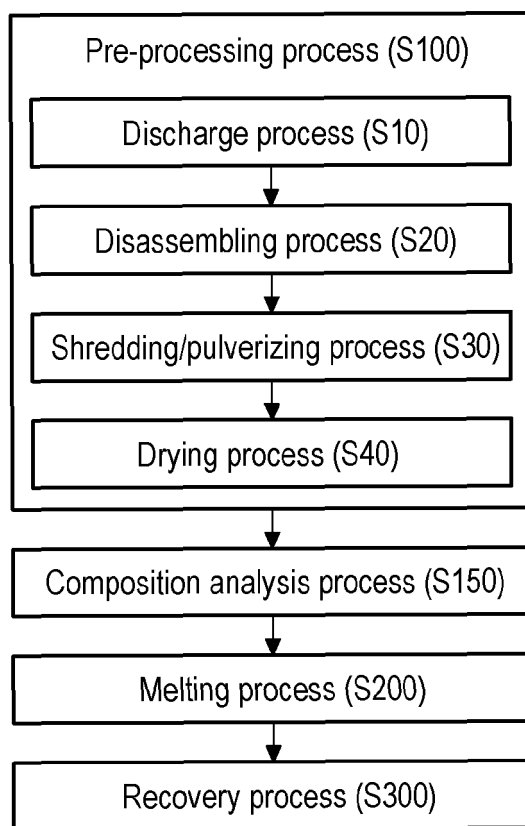 Pre-processing process (S100)
Discharge process (S10)
Disassembling process (S20)
Shredding/pulverizing process (S30)
Drying process (S40)
Composition analysis process (S150)
Melting process (S200)
Recovery process (S300)